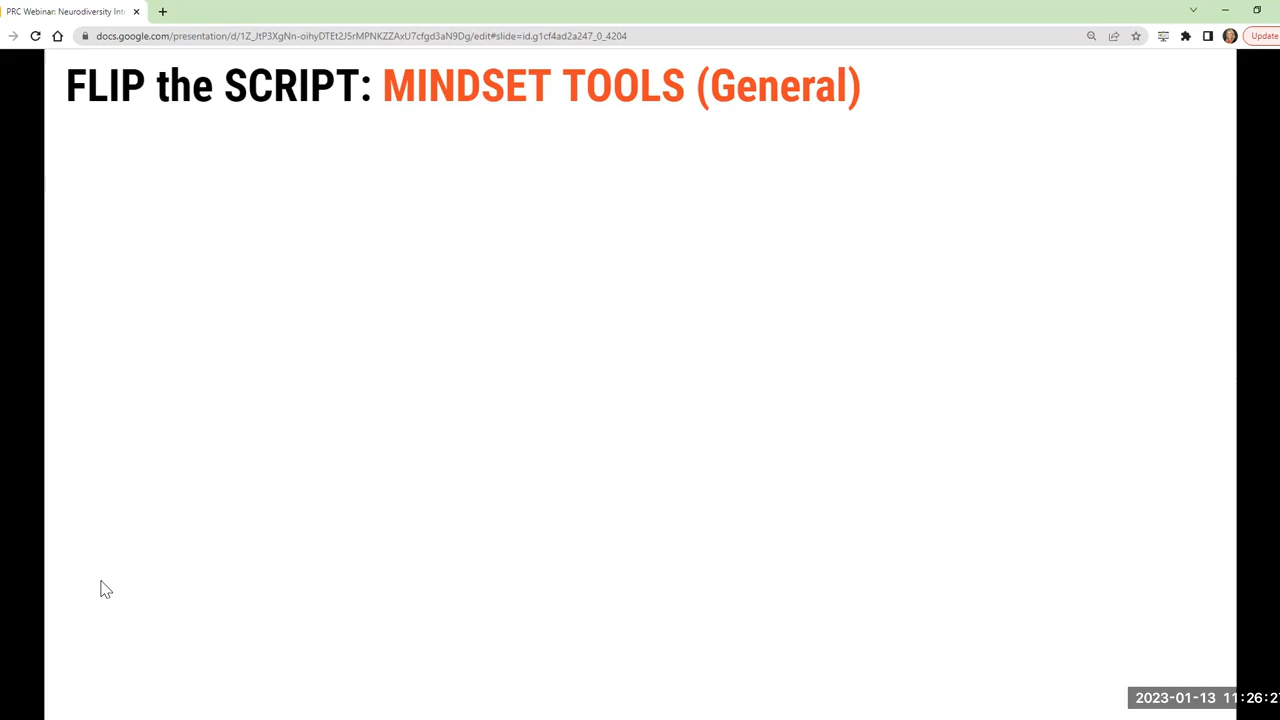 PRC Webinar: Neurodiversity Int
docs.google.com/presentation/d/1Z_JtP3XgNn-oihyDTEt2J5rMPNKZZAxU7cfgd3aN9Dg/edit#slide=id.g1cf4ad2a247_0_4204
Update
FLIP the SCRIPT: MINDSET TOOLS (General)
2023-01-13 11:26:27